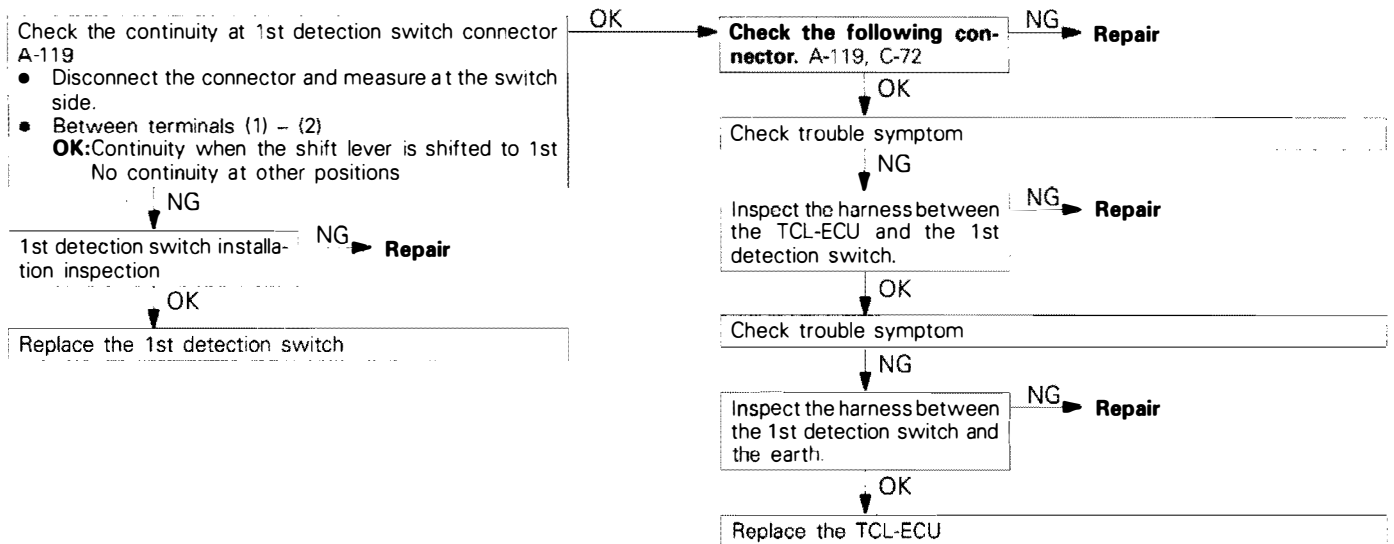 Check the continuity at 1st detection switch connector
A-119
● Disconnect the connector and measure at the switch
side.
● Between terminals (1) – (2)
OK:Continuity when the shift lever is shifted to 1st
No continuity at other positions
NG
1st detection switch installa-
tion inspection
NG
Repair
OK
Replace the 1st detection switch
OK
Check the following con-
nector. A-119, C-72
NG
Repair
OK
Check trouble symptom
NG
Inspect the harness between
the TCL-ECU and the 1st
detection switch.
NG
Repair
OK
Check trouble symptom
NG
Inspect the harness between
the 1st detection switch and
the earth.
NG
Repair
OK
Replace the TCL-ECU